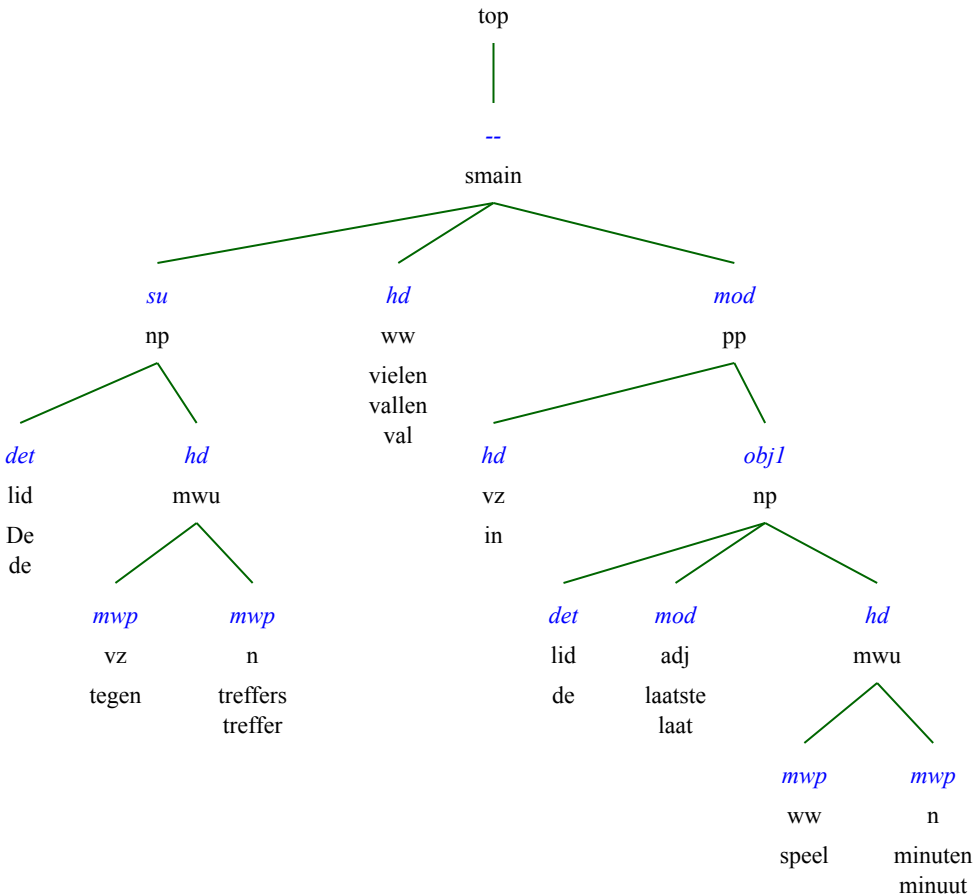 top
--
smain
su hd mod
np ww pp
vielen
vallen
val
det hd hd obj1
lid mwu vz np
De in
de
mwp mwp det mod hd
vz n lid adj mwu
tegen treffers de laatste
treffer laat
mwp mwp
ww n
speel minuten
minuut